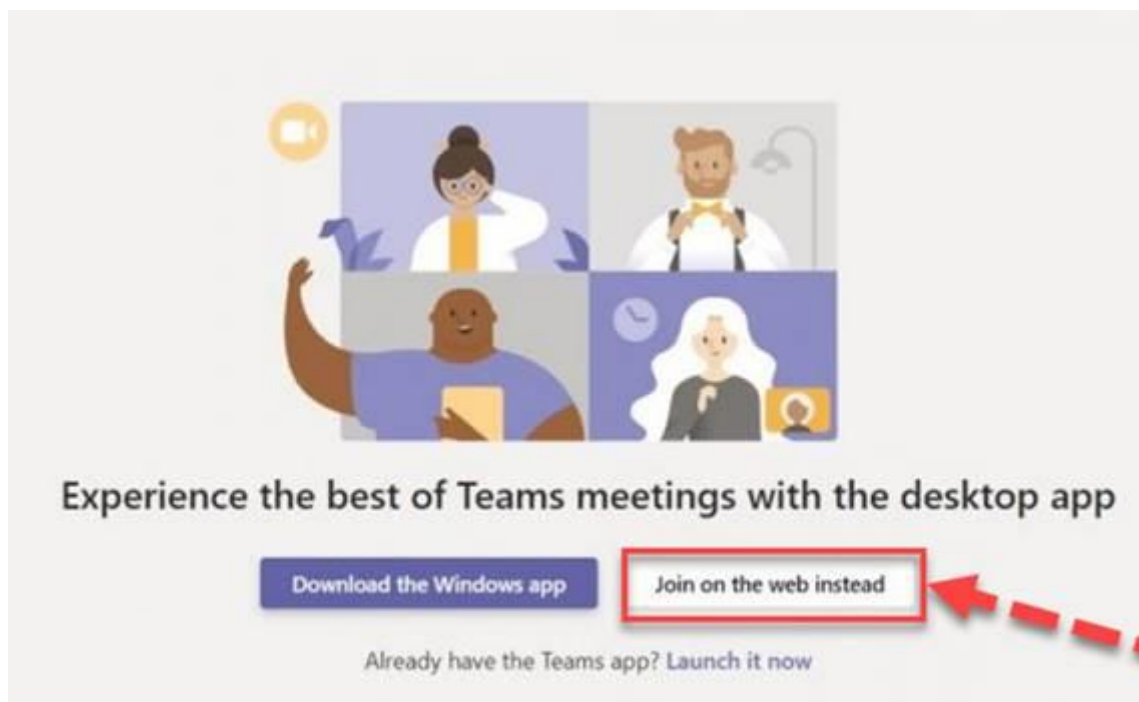 Experience the best of Teams meetings with the desktop app
Download the Windows app
Join on the web instead
Already have the Teams app? Launch it now